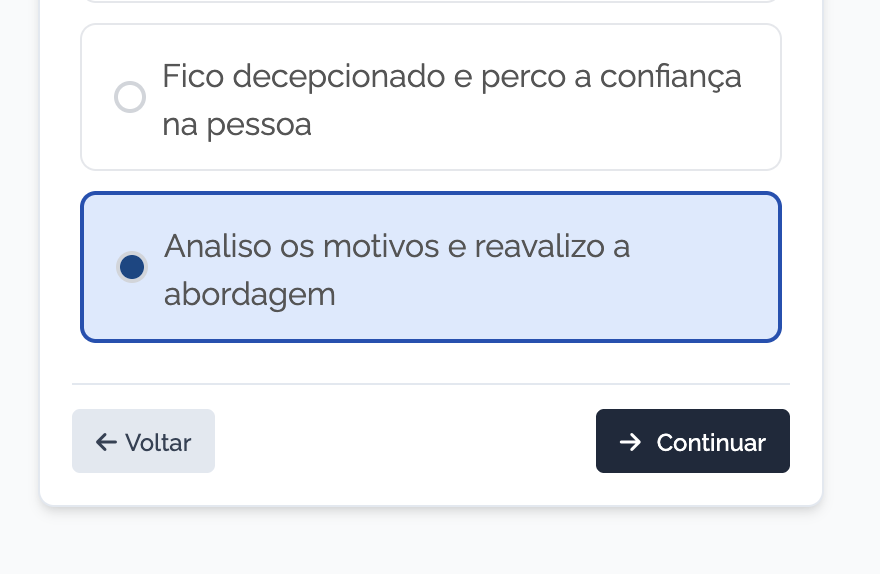 Fico decepcionado e perco a confiança
na pessoa
Analiso os motivos e reavalizo a
abordagem
← Voltar
→ Continuar